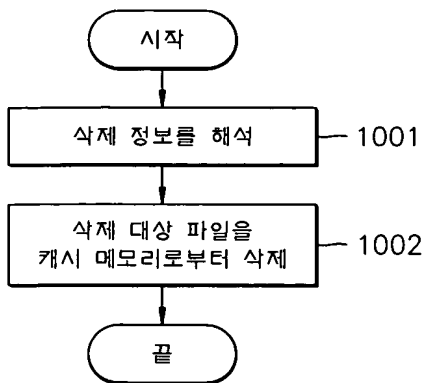 시작
삭제 정보를 해석
1001
삭제 대상 파일을
캐시 메모리로부터 삭제
1002
끝